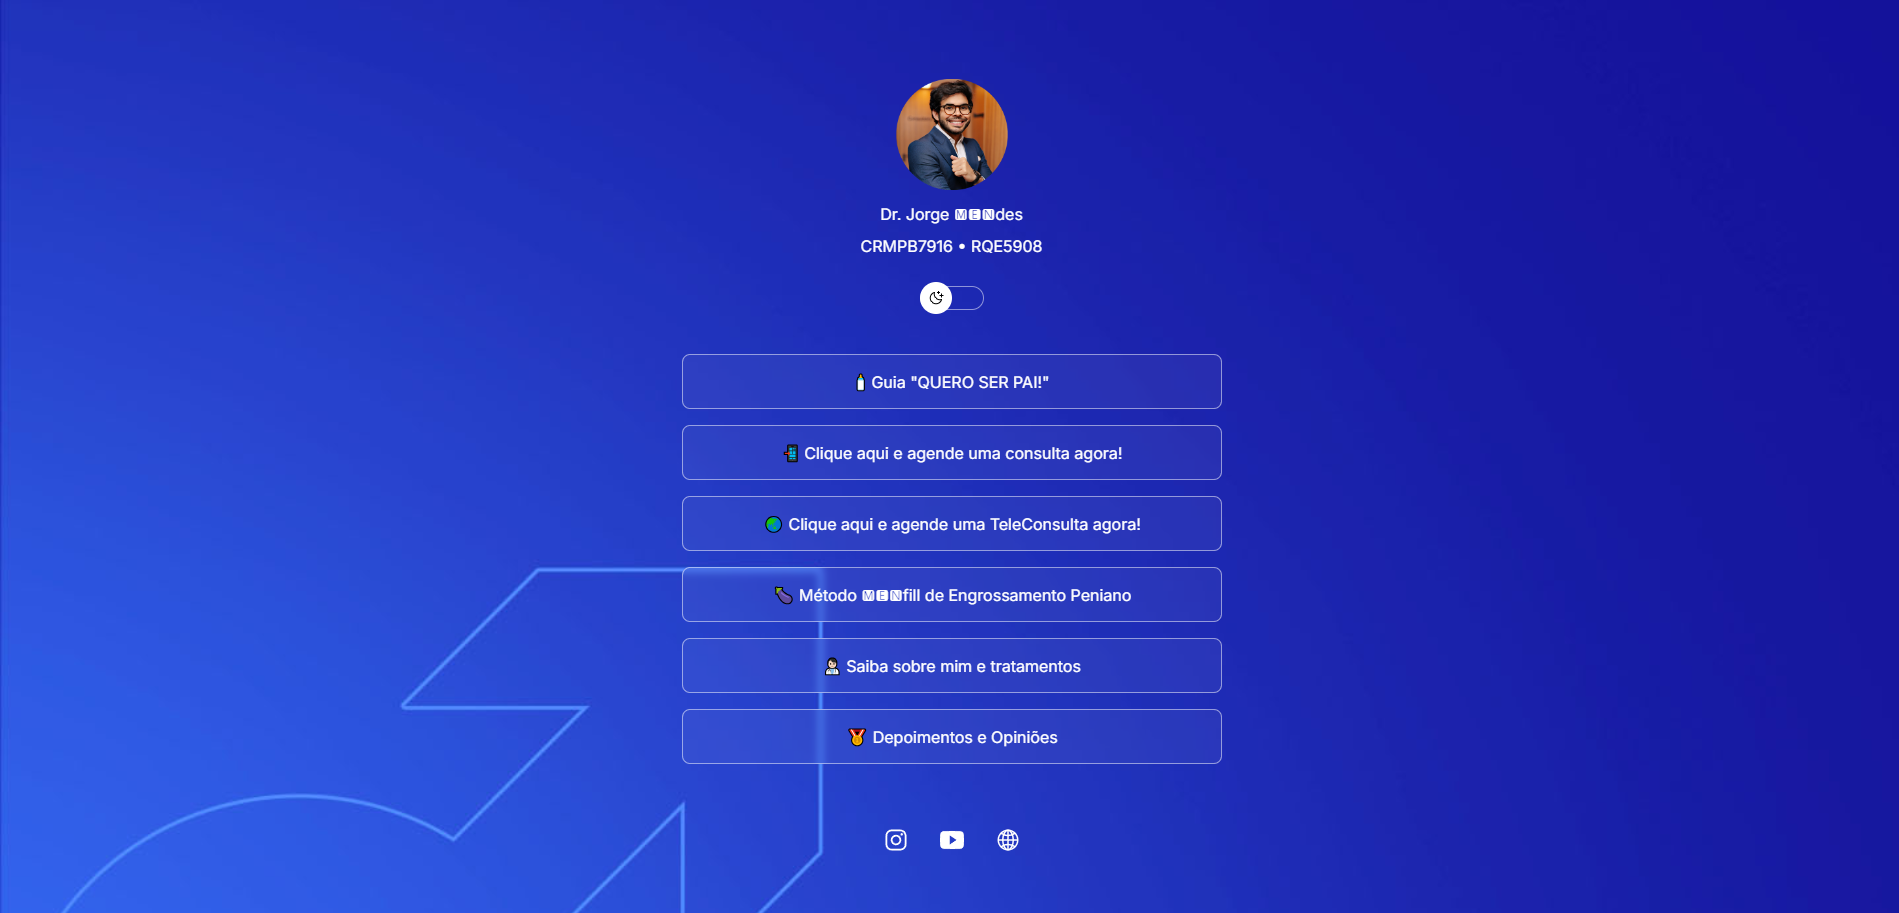 Dr. Jorge 🅼🅴🅽des
CRMPB7916 • RQE5908
Guia "QUERO SER PAI!"
Clique aqui e agende uma consulta agora!
Clique aqui e agende uma TeleConsulta agora!
Método 🅼🅴🅽fill de Engrossamento Peniano
Saiba sobre mim e tratamentos
Depoimentos e Opiniões